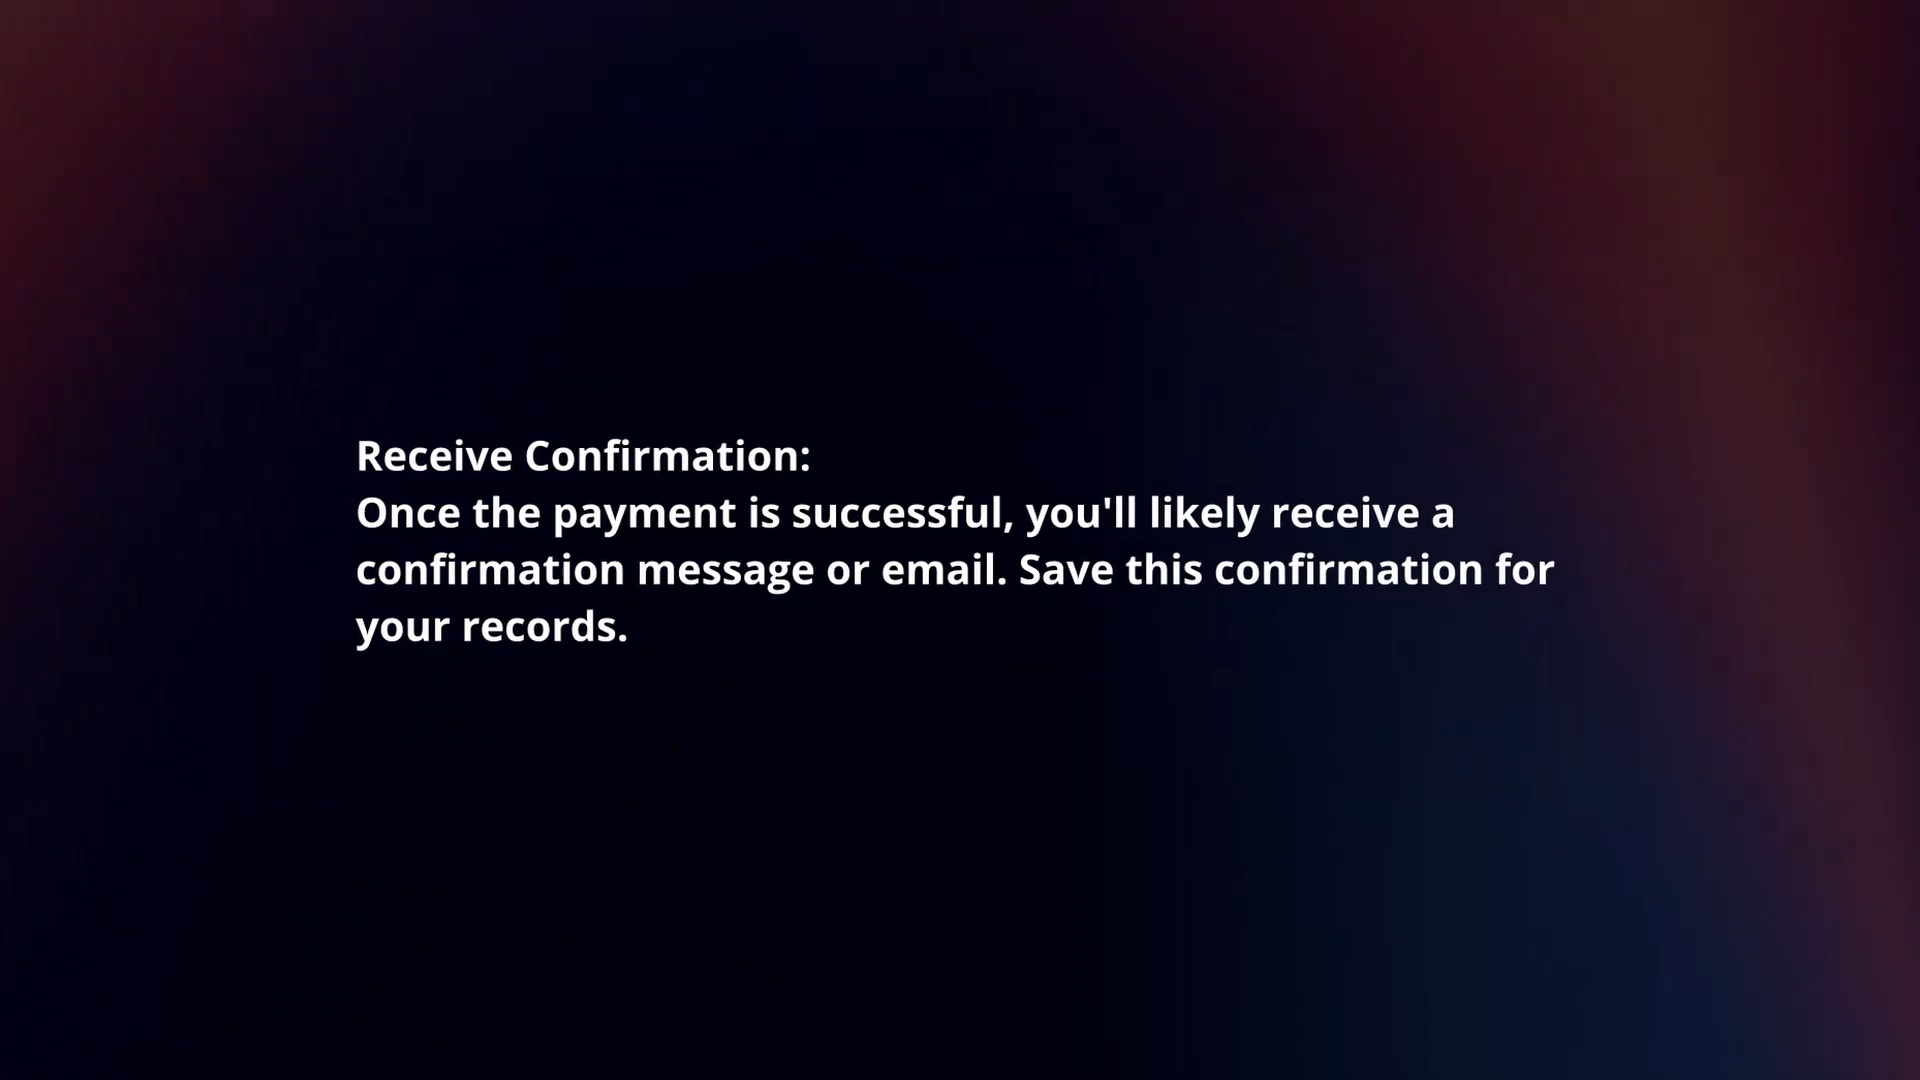 Receive Confirmation:
Once the payment is successful, you'll likely receive a
confirmation message or email. Save this confirmation for
your records.